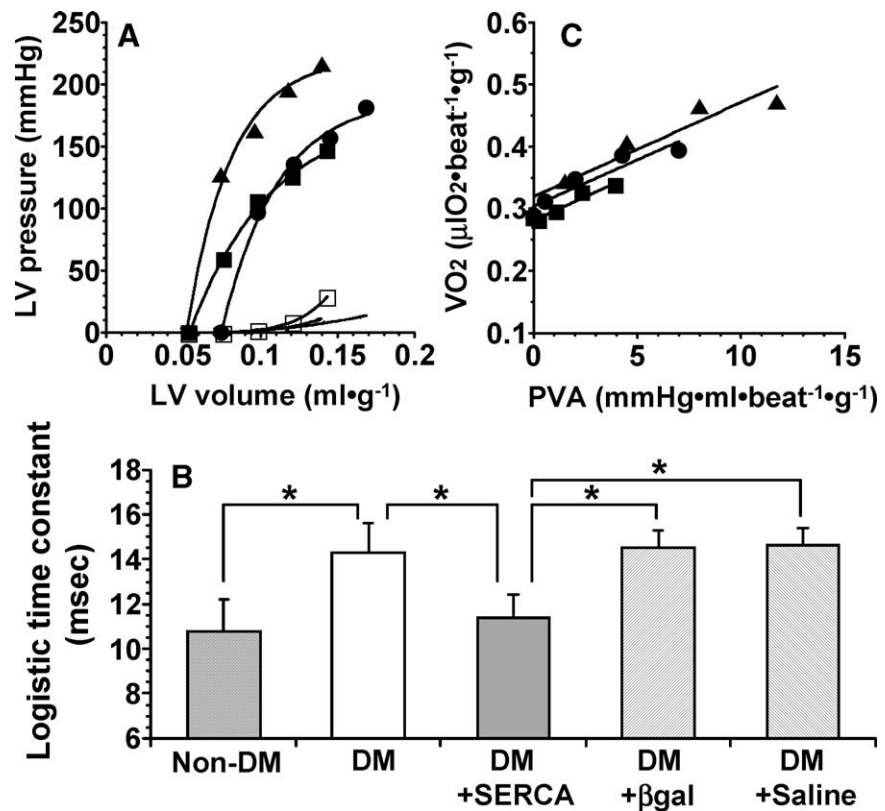 A
LV pressure (mmHg)
250
200
150
100
50
0
0 0.05 0.1 0.15 0.2
LV volume (ml•g⁻¹)
C
VO₂ (μlO₂•beat⁻¹•g⁻¹)
0.6
0.5
0.4
0.3
0.2
0.1
0 5 10 15
PVA (mmHg•ml•beat⁻¹•g⁻¹)
B
Logistic time constant
(msec)
18
16
14
12
10
8
6
* * * *
Non-DM
DM
DM
+SERCA
DM
+βgal
DM
+Saline